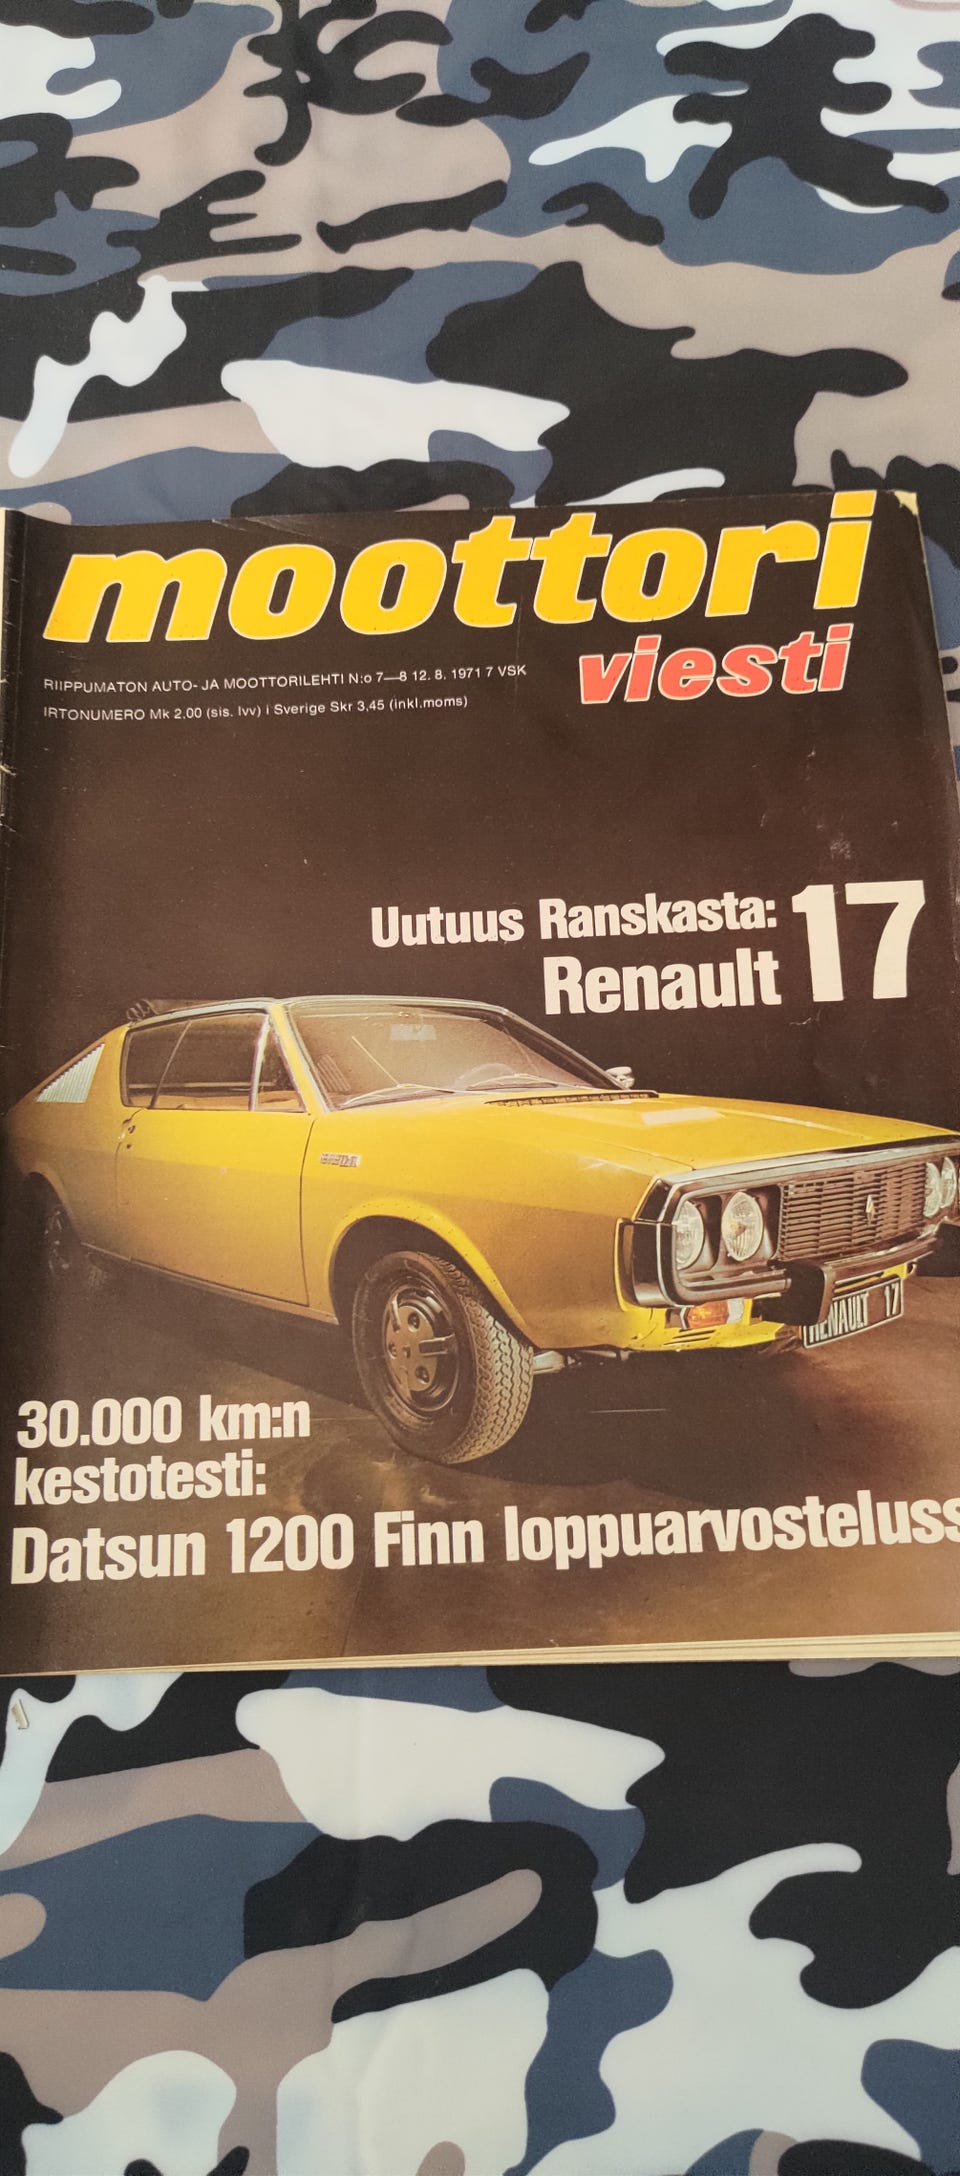 moottori
viesti
RIIPPUMATON AUTO- JA MOOTTORILEHTI N:o 7—8 12. 8. 1971 7 VSK
IRTONUMERO Mk 2,00 (sis. lvv) i Sverige Skr 3,45 (inkl.moms)
Uutuus Ranskasta:
Renault 17
RENAULT 17
30.000 km:n
kestotesti:
Datsun 1200 Finn loppuarvosteluss